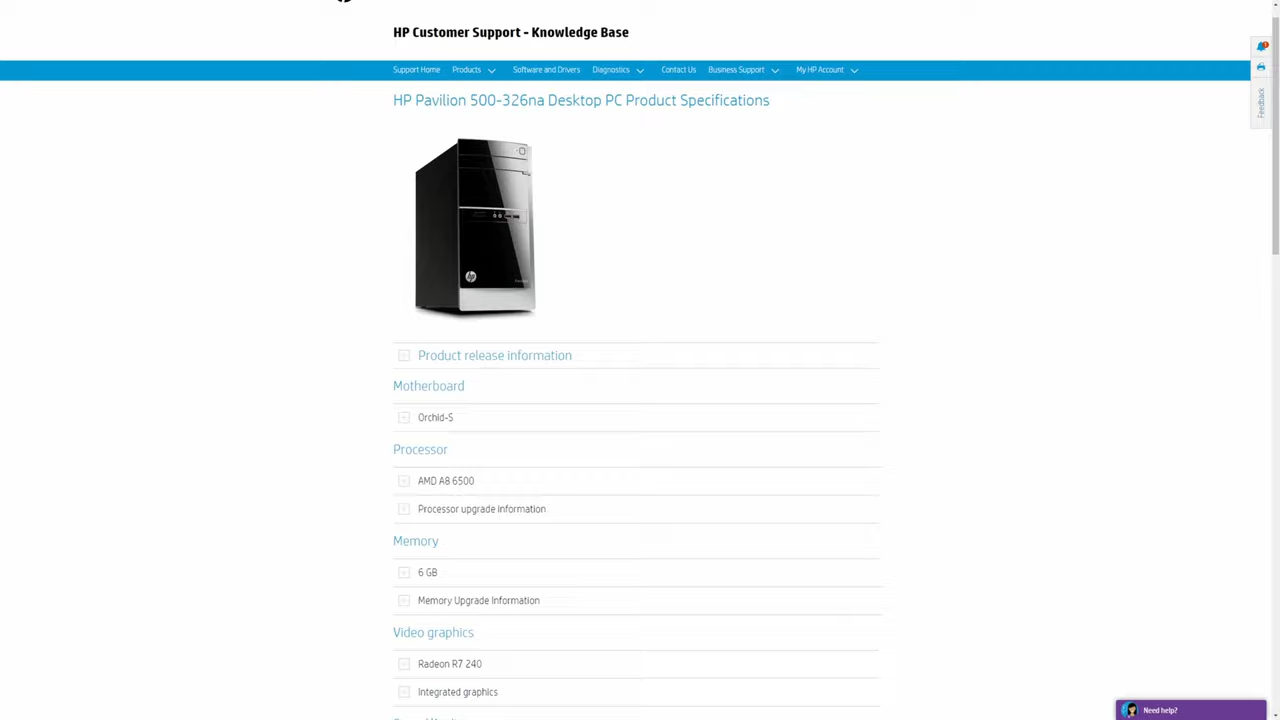 HP Customer Support - Knowledge Base
Support Home Products Software and Drivers Diagnostics Contact Us Business Support My HP Account
HP Pavilion 500-326na Desktop PC Product Specifications
hp
Product release information
Motherboard
Orchid-S
Processor
AMD A8 6500
Processor upgrade information
Memory
6 GB
Memory Upgrade Information
Video graphics
Radeon R7 240
Integrated graphics
Feedback
Need help?